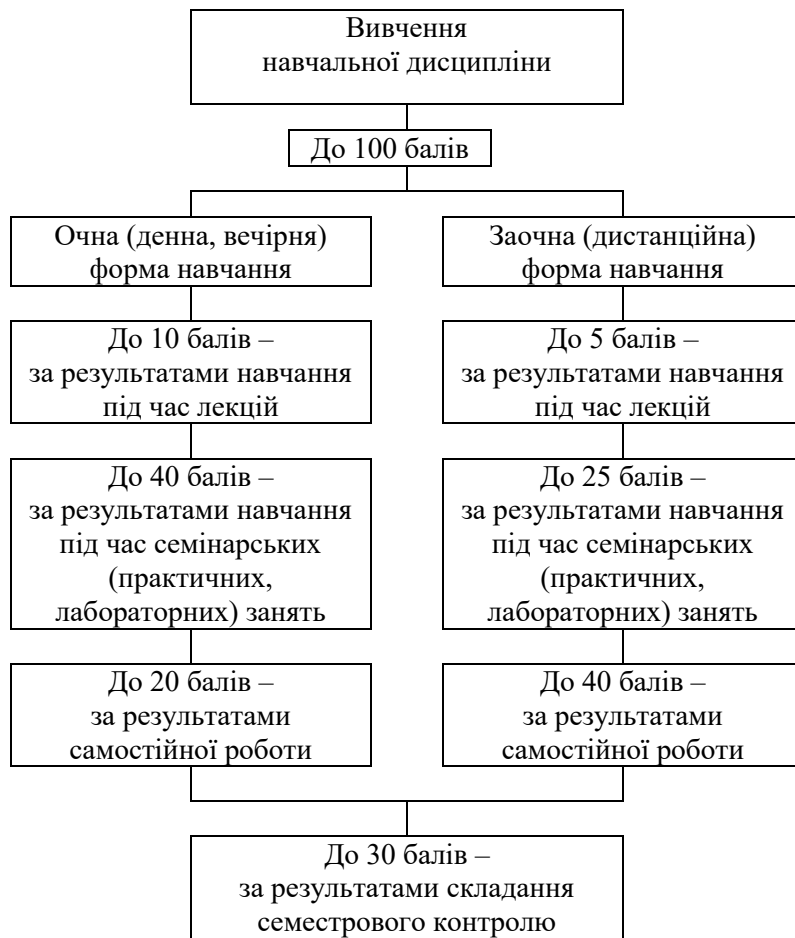 Вивчення
навчальної дисципліни
До 100 балів
Очна (денна, вечірня)
форма навчання
Заочна (дистанційна)
форма навчання
До 10 балів –
за результатами навчання
під час лекцій
До 5 балів –
за результатами навчання
під час лекцій
До 40 балів –
за результатами навчання
під час семінарських
(практичних,
лабораторних) занять
До 25 балів –
за результатами навчання
під час семінарських
(практичних,
лабораторних) занять
До 20 балів –
за результатами
самостійної роботи
До 40 балів –
за результатами
самостійної роботи
До 30 балів –
за результатами складання
семестрового контролю